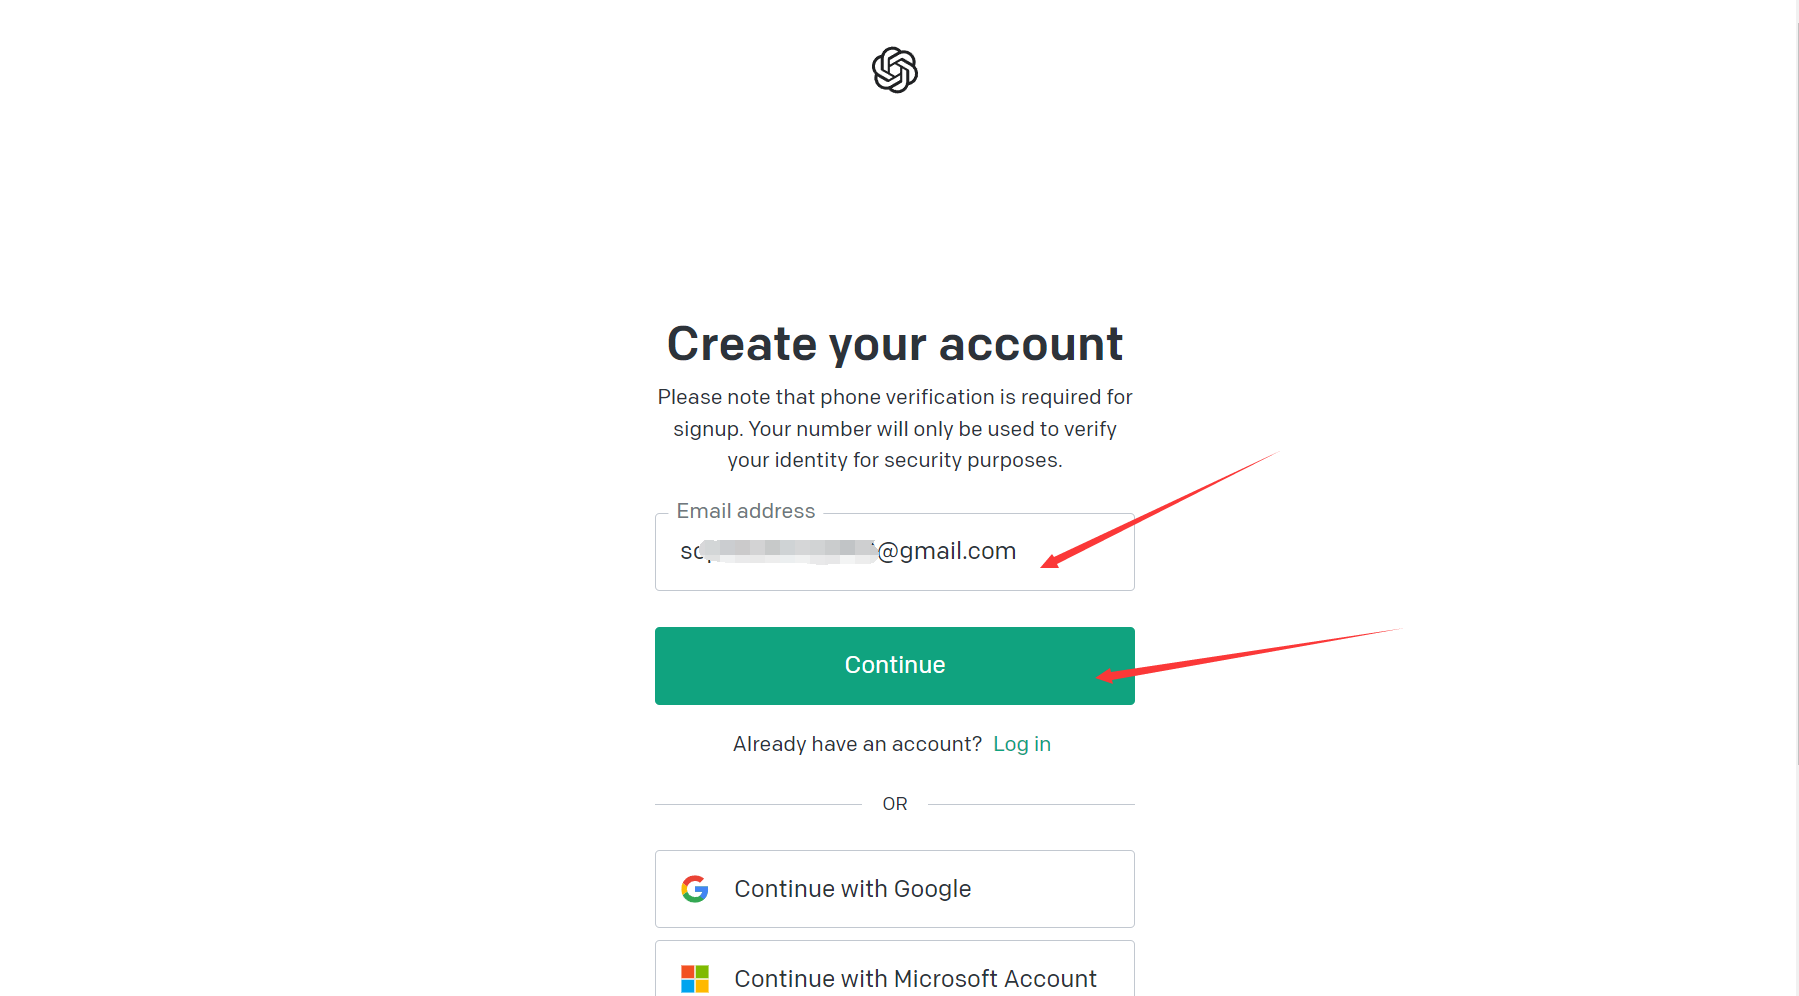 Create your account
Please note that phone verification is required for
signup. Your number will only be used to verify
your identity for security purposes.
Email address
@gmail.com
Continue
Already have an account? Log in
OR
Continue with Google
Continue with Microsoft Account